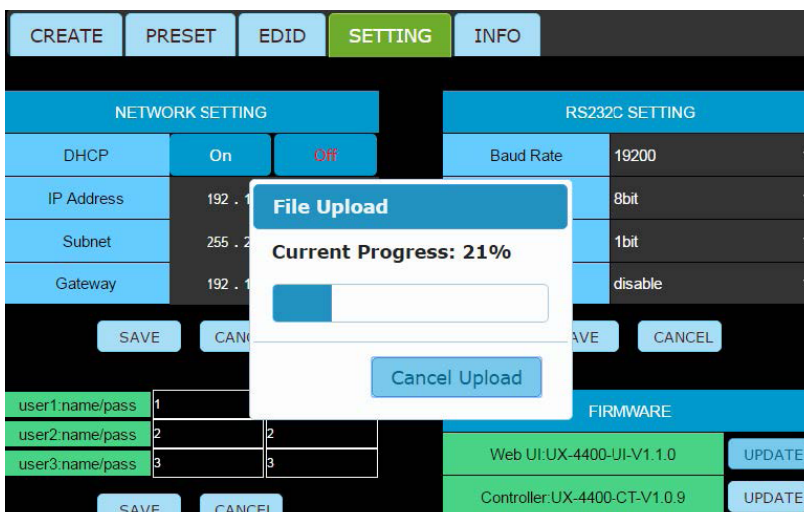 CREATE PRESET EDID SETTING INFO
NETWORK SETTING
DHCP On Off
IP Address 192 . 1
Subnet 255 . 2
Gateway 192 . 1
SAVE
RS232C SETTING
Baud Rate 19200
8bit
1bit
disable
CANCEL
File Upload
Current Progress: 21%
Cancel Upload
user1:name/pass 1
user2:name/pass 2 2
user3:name/pass 3 3
SAVE CANCEL
FIRMWARE
Web UI:UX-4400-UI-V1.1.0 UPDATE
Controller:UX-4400-CT-V1.0.9 UPDATE